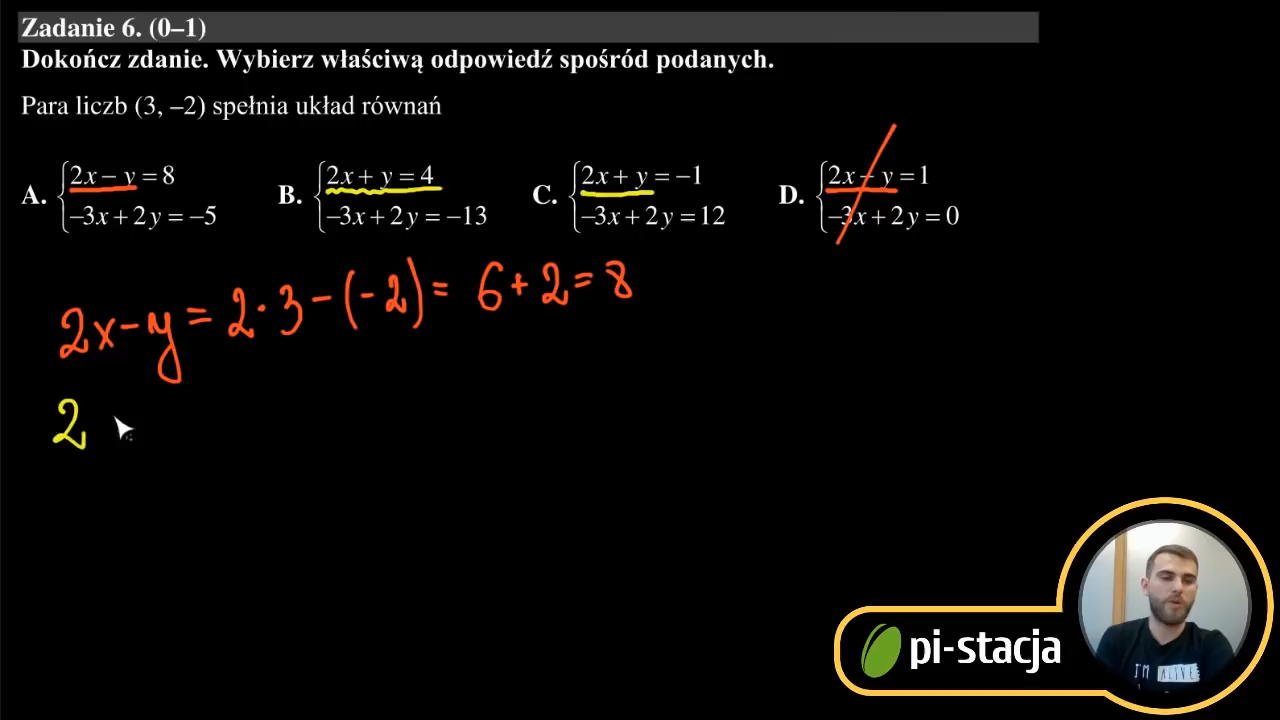 Zadanie 6. (0–1)
Dokończ zdanie. Wybierz właściwą odpowiedź spośród podanych.
Para liczb (3, –2) spełnia układ równań
A. {2x − y = 8
−3x + 2y = −5
B. {2x + y = 4
−3x + 2y = −13
C. {2x + y = −1
−3x + 2y = 12
D. {2x − y = 1
−3x + 2y = 0
2x − y = 2 · 3 − (−2) = 6 + 2 = 8
2
pi-stacja
I'M ALIVE